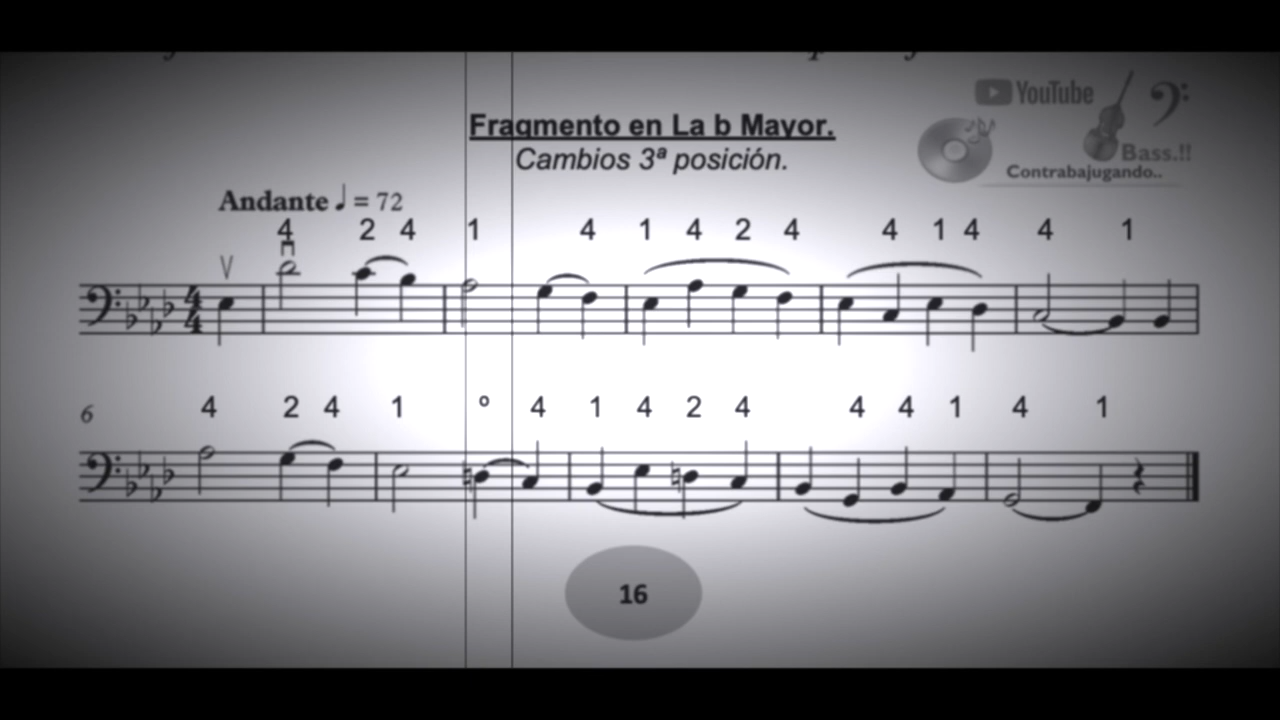 Fragmento en La b Mayor.
Cambios 3ª posición.
YouTube
Bass.!!
Contrabajugando..
Andante ♩ = 72
4 2 4 1 4 1 4 2 4 4 1 4 4 1
4
4
6
4 2 4 1 º 4 1 4 2 4 4 4 1 4 1
16